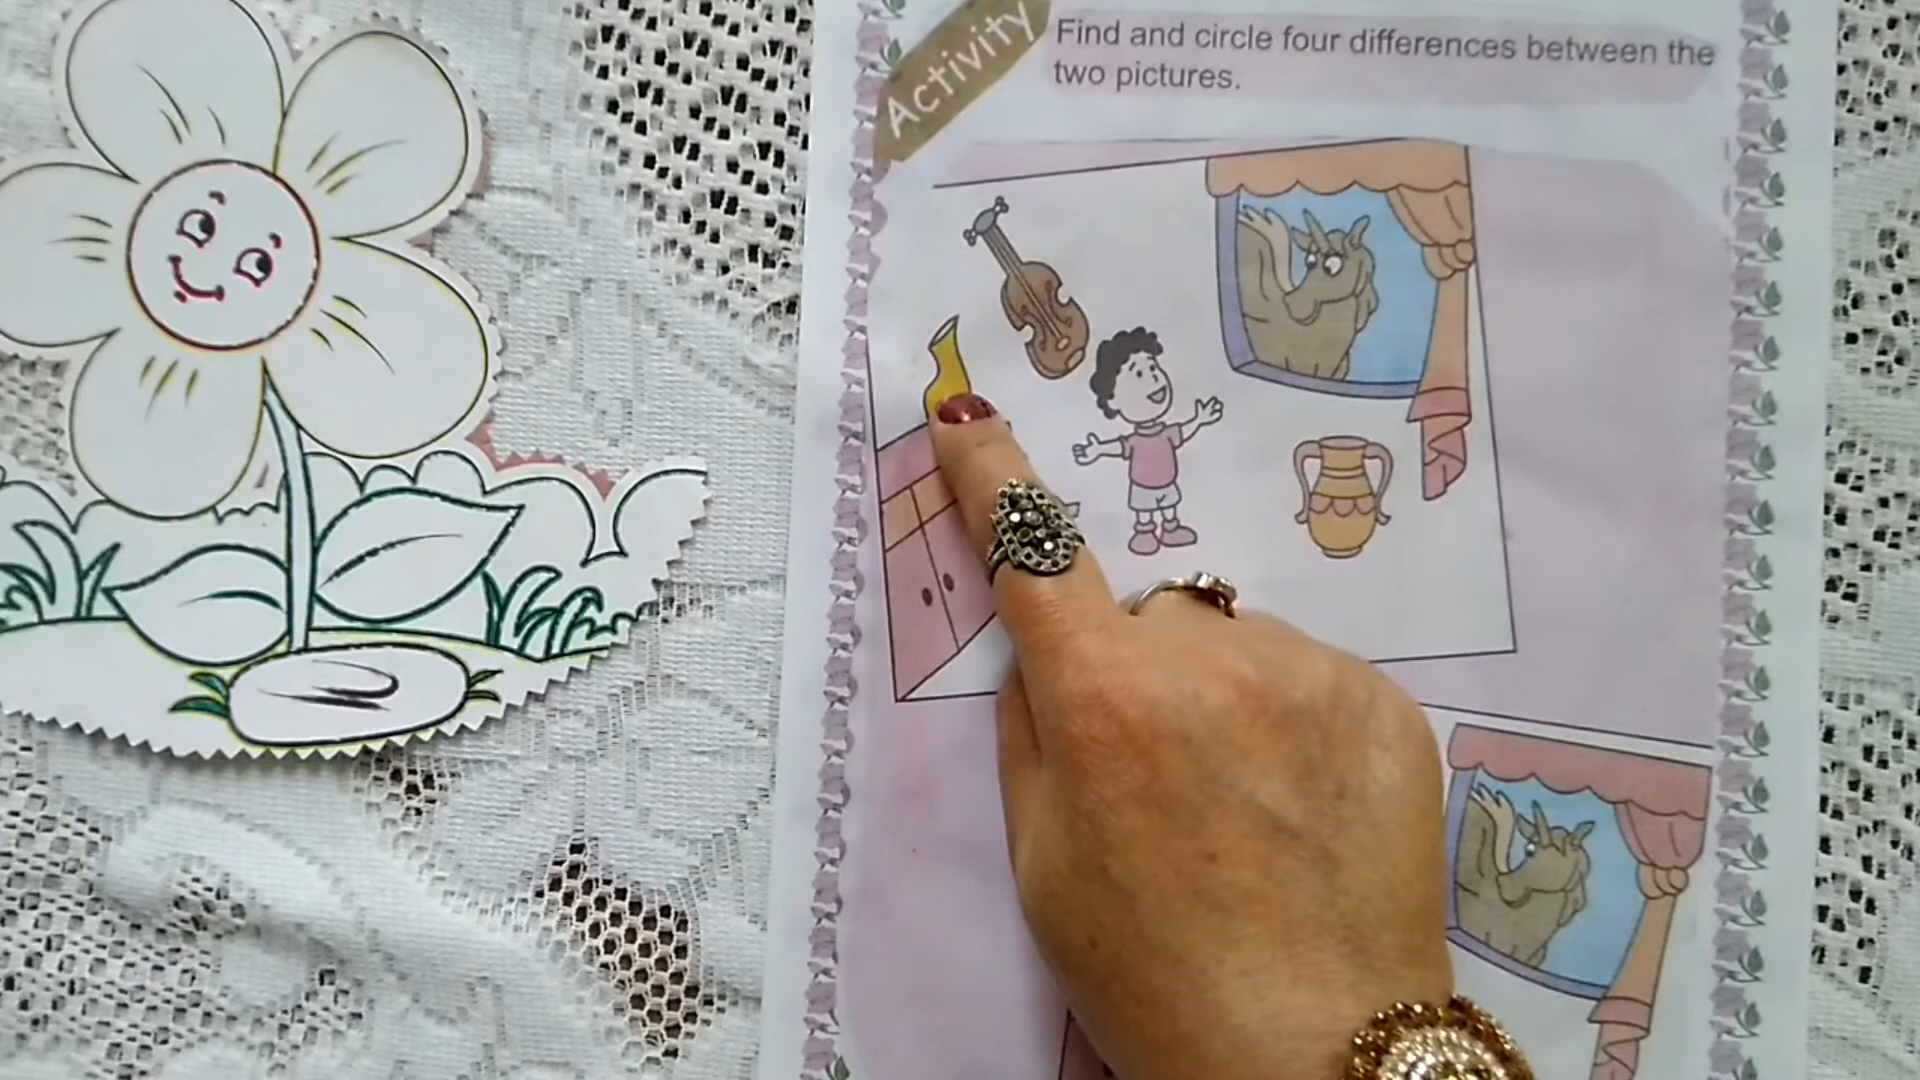 Activity
Find and circle four differences between the
two pictures.